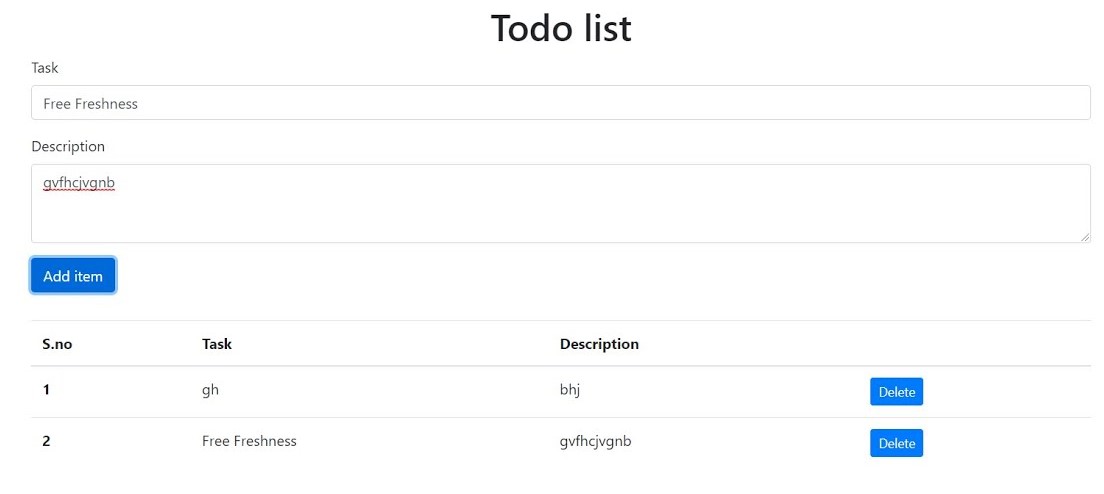 Todo list
Task
Free Freshness
Description
gvfhcjvgnb
Add item
S.no Task Description
1 gh bhj Delete
2 Free Freshness gvfhcjvgnb Delete